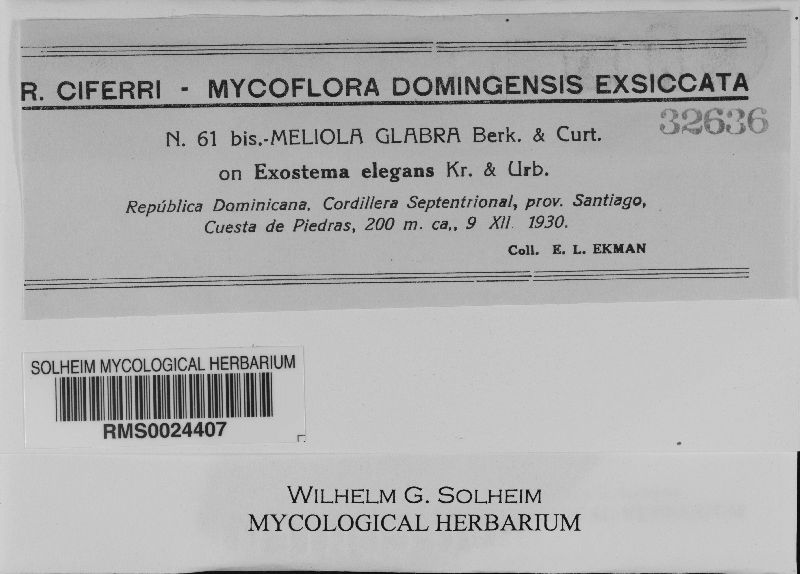 R. CIFERRI - MYCOFLORA DOMINGENSIS EXSICCATA
32636
N. 61 bis.-MELIOLA GLABRA Berk. & Curt.
on Exostema elegans Kr. & Urb.
República Dominicana, Cordillera Septentrional, prov. Santiago,
Cuesta de Piedras, 200 m. ca,, 9 XII 1930.
Coll. E. L. EKMAN
SOLHEIM MYCOLOGICAL HERBARIUM
RMS0024407
WILHELM G. SOLHEIM
MYCOLOGICAL HERBARIUM